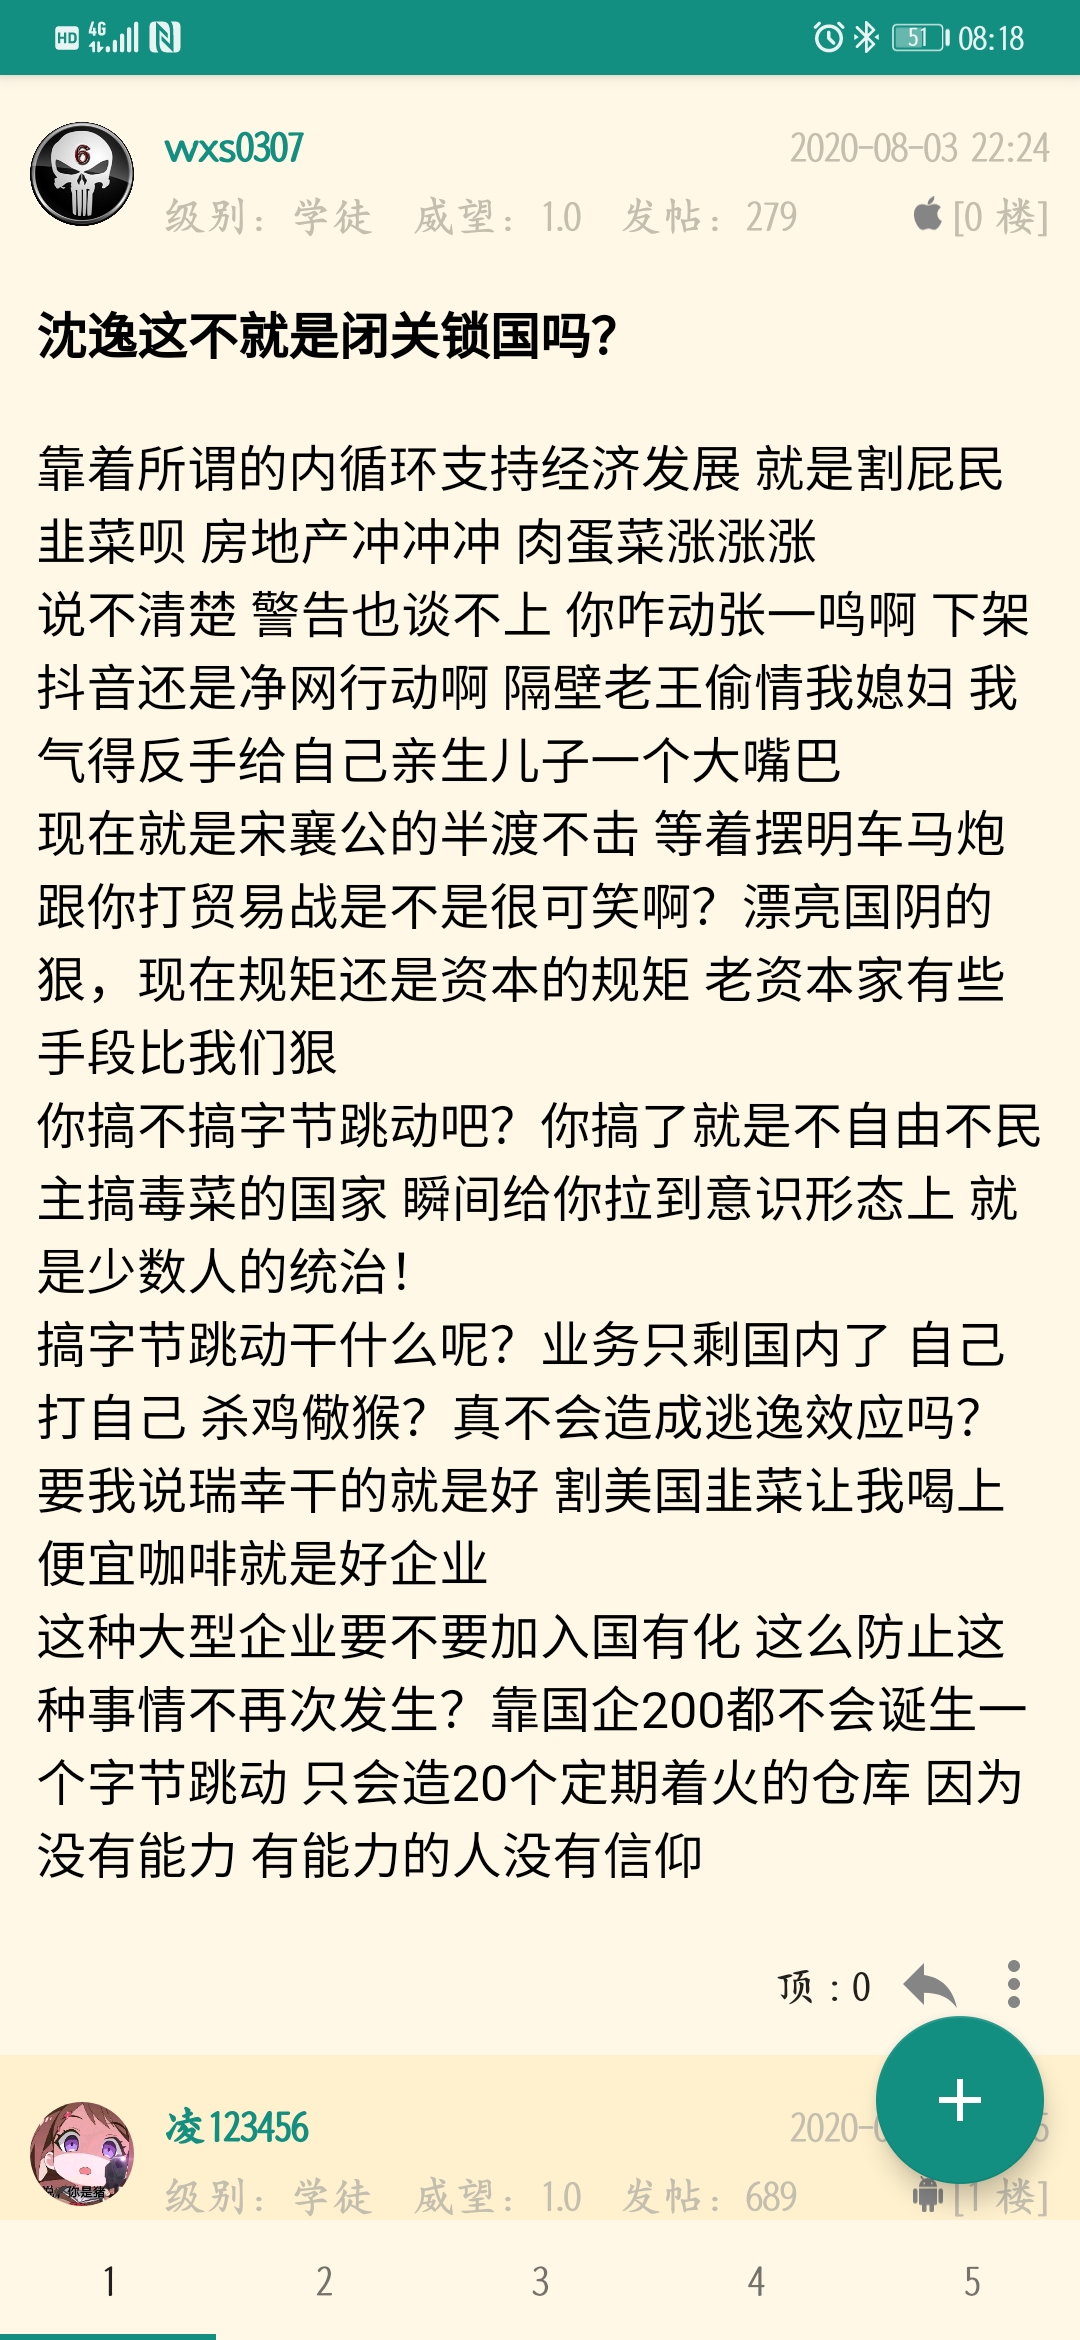 HD 4G 51 08:18
6
wxs0307 2020-08-03 22:24
级别：学徒 威望：1.0 发帖：279 [0 楼]
沈逸这不就是闭关锁国吗？
靠着所谓的内循环支持经济发展 就是割屁民
韭菜呗 房地产冲冲冲 肉蛋菜涨涨涨
说不清楚 警告也谈不上 你咋动张一鸣啊 下架
抖音还是净网行动啊 隔壁老王偷情我媳妇 我
气得反手给自己亲生儿子一个大嘴巴
现在就是宋襄公的半渡不击 等着摆明车马炮
跟你打贸易战是不是很可笑啊？漂亮国阴的
狠，现在规矩还是资本的规矩 老资本家有些
手段比我们狠
你搞不搞字节跳动吧？你搞了就是不自由不民
主搞毒菜的国家 瞬间给你拉到意识形态上 就
是少数人的统治！
搞字节跳动干什么呢？业务只剩国内了 自己
打自己 杀鸡儆猴？真不会造成逃逸效应吗？
要我说瑞幸干的就是好 割美国韭菜让我喝上
便宜咖啡就是好企业
这种大型企业要不要加入国有化 这么防止这
种事情不再次发生？靠国企200都不会诞生一
个字节跳动 只会造20个定期着火的仓库 因为
没有能力 有能力的人没有信仰
顶：0
凌123456 2020-
你是猪
级别：学徒 威望：1.0 发帖：689 [1 楼]
1 2 3 4 5